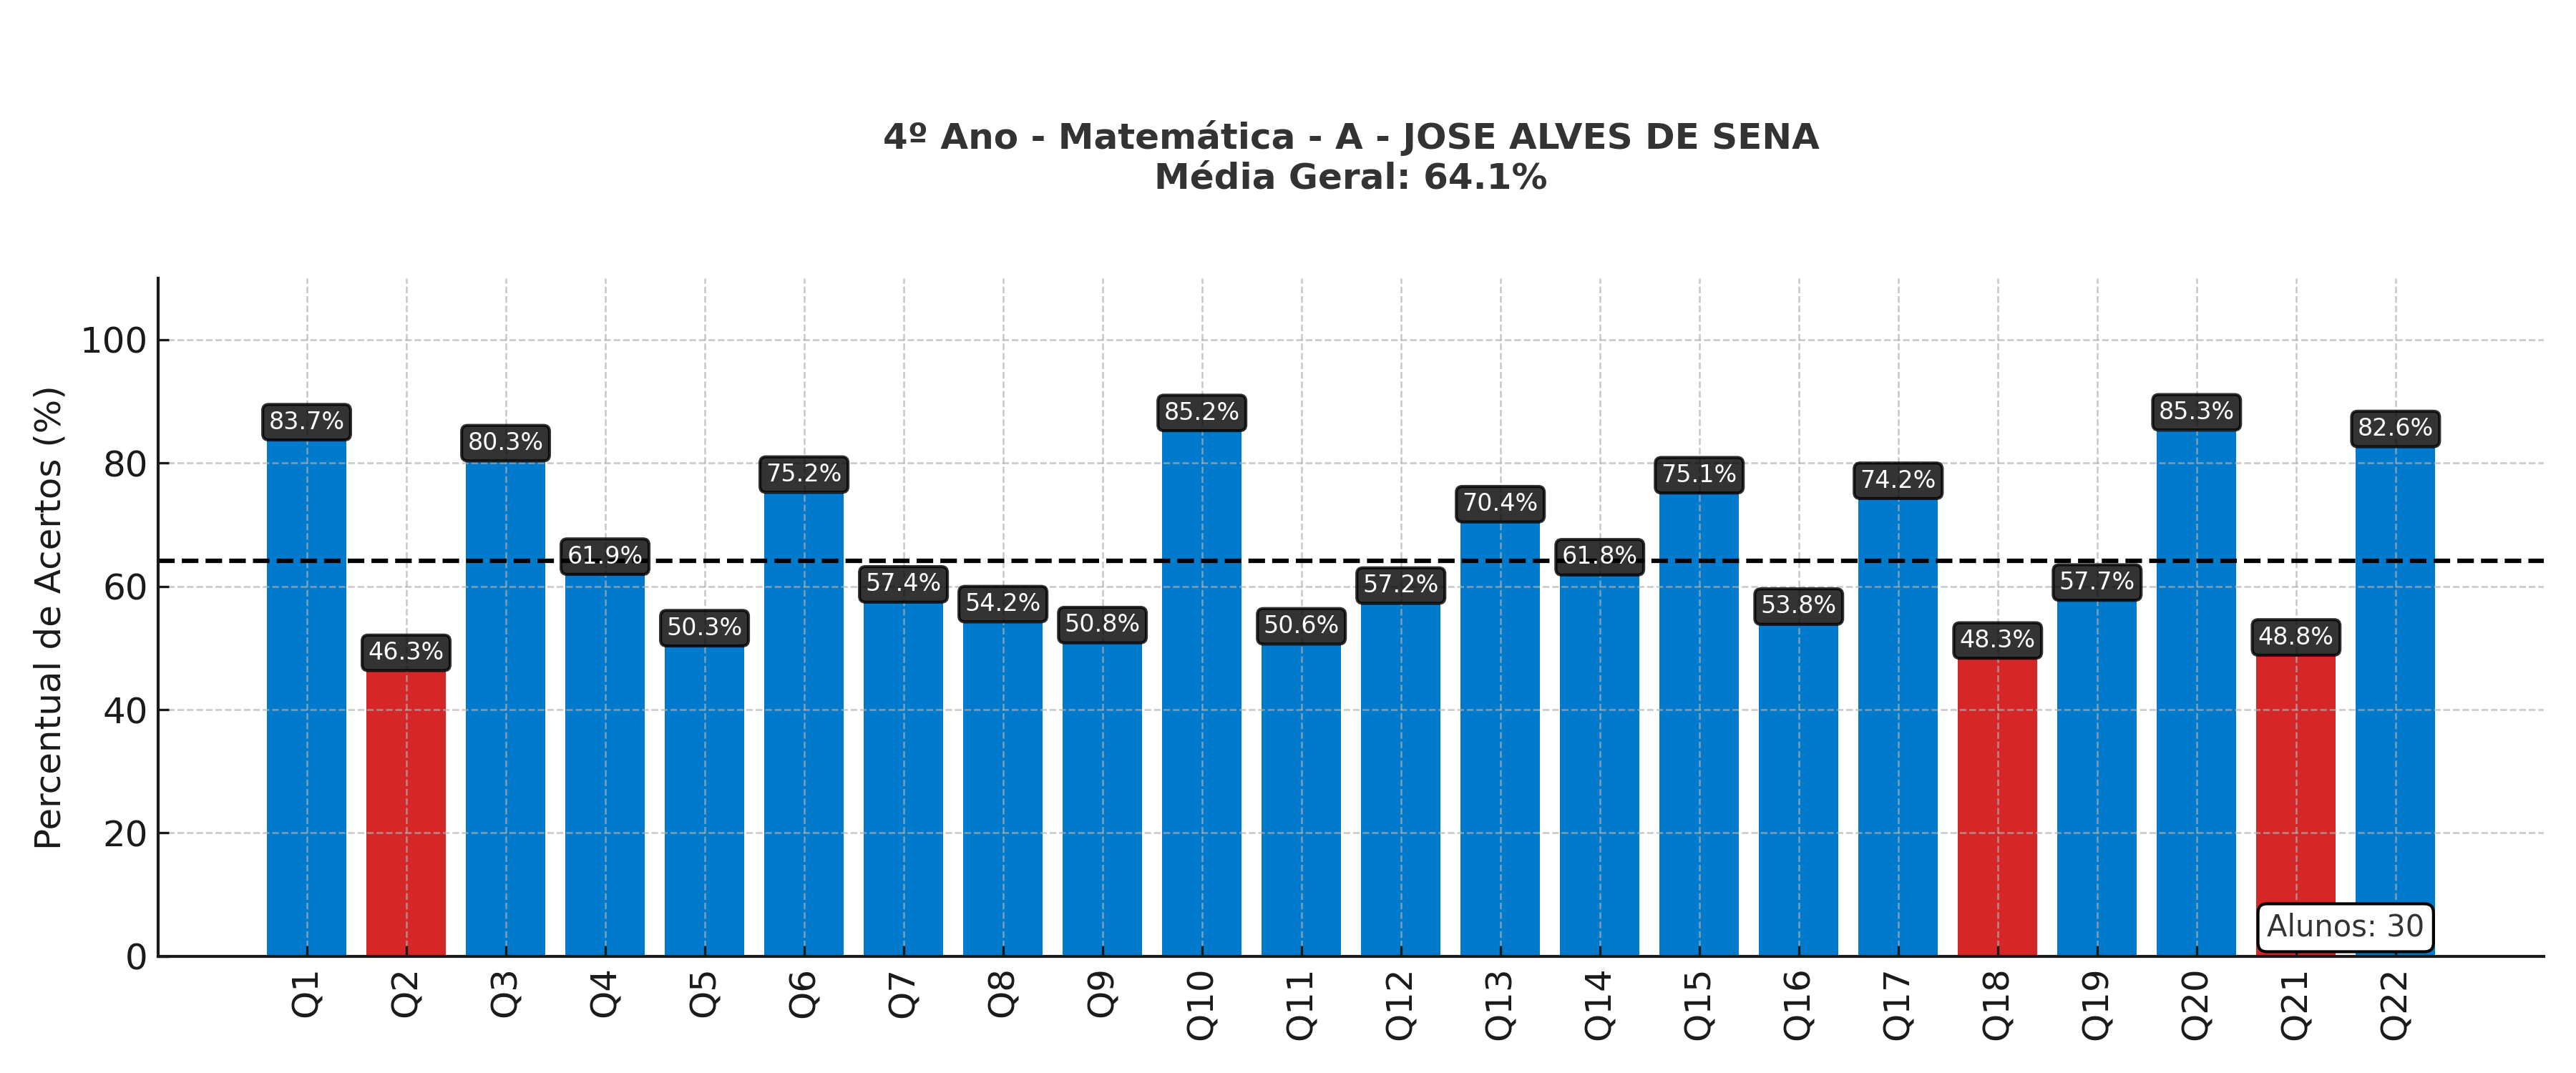 4º Ano - Matemática - A - JOSE ALVES DE SENA
Média Geral: 64.1%
Percentual de Acertos (%)
100
80
60
40
20
0
83.7%
46.3%
80.3%
61.9%
50.3%
75.2%
57.4%
54.2%
50.8%
85.2%
50.6%
57.2%
70.4%
61.8%
75.1%
53.8%
74.2%
48.3%
57.7%
85.3%
48.8%
82.6%
Alunos: 30
Q1
Q2
Q3
Q4
Q5
Q6
Q7
Q8
Q9
Q10
Q11
Q12
Q13
Q14
Q15
Q16
Q17
Q18
Q19
Q20
Q21
Q22